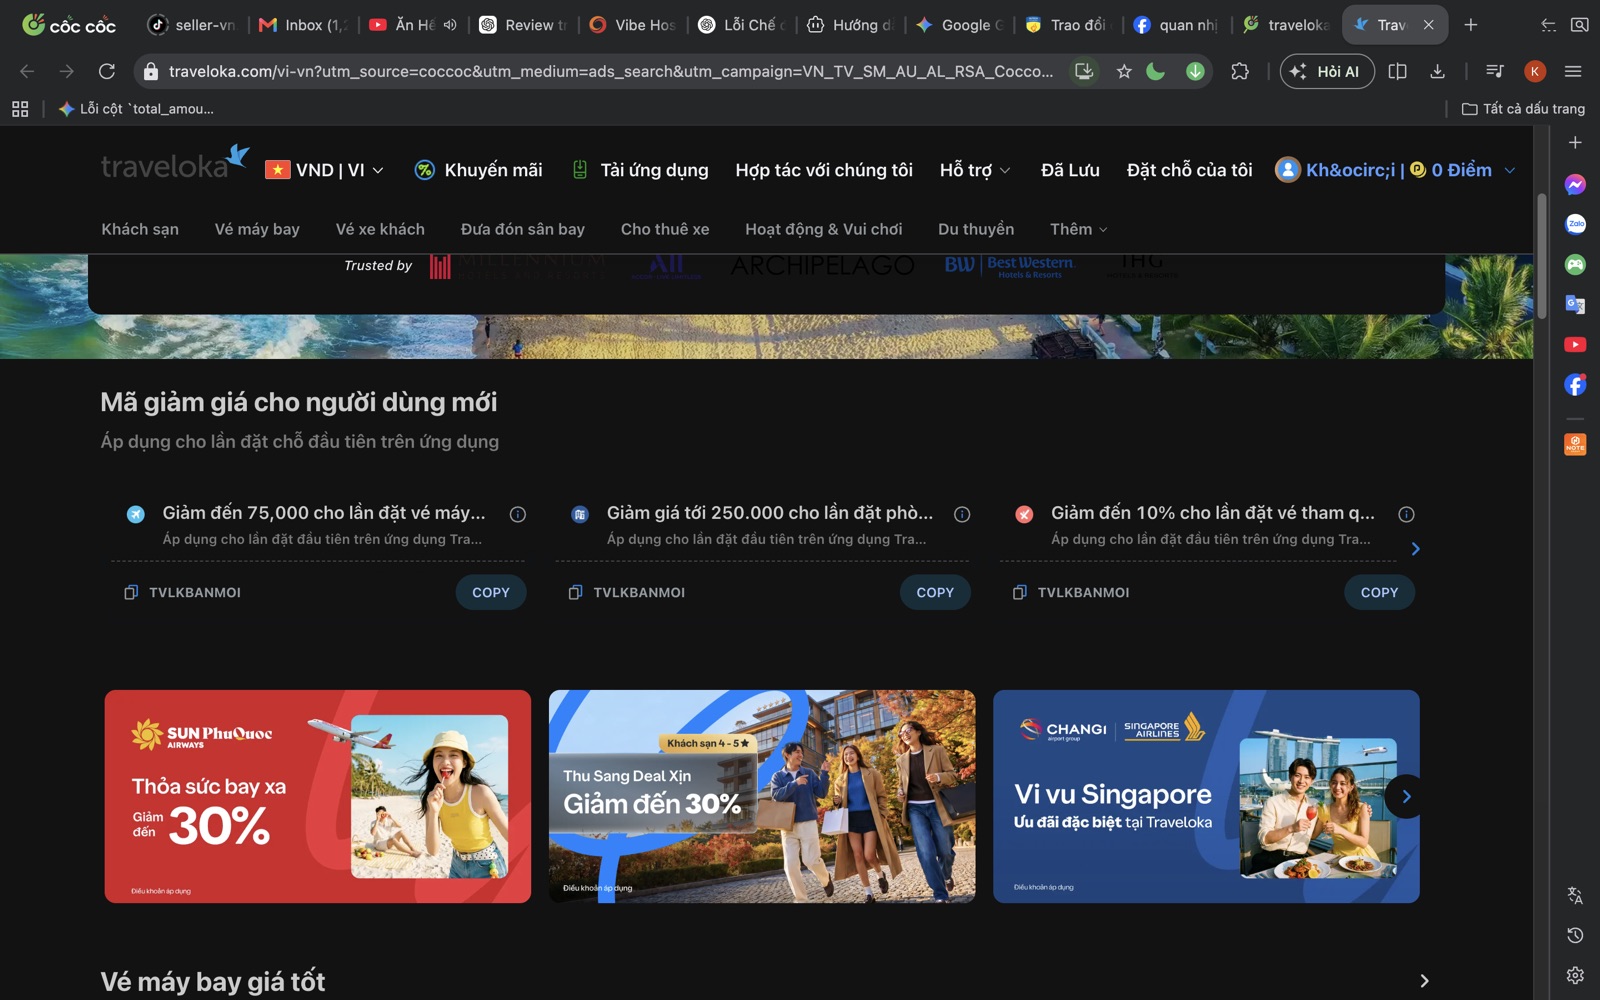 cốc cốc
seller-vn
Inbox (1,
Ăn Hế
Review tr
Vibe Hos
Lỗi Chế
Hướng d
Google G
Trao đổi
quan nhị
traveloka
Trav
traveloka.com/vi-vn?utm_source=coccoc&utm_medium=ads_search&utm_campaign=VN_TV_SM_AU_AL_RSA_Cocco...
Hỏi AI
K
Lỗi cột `total_amou...
Tất cả dấu trang
traveloka
VND | VI
Khuyến mãi
Tải ứng dụng
Hợp tác với chúng tôi
Hỗ trợ
Đã Lưu
Đặt chỗ của tôi
Kh&ocirc;i | 0 Điểm
Khách sạn
Vé máy bay
Vé xe khách
Đưa đón sân bay
Cho thuê xe
Hoạt động & Vui chơi
Du thuyền
Thêm
Trusted by
MILLENNIUM
ALL
ARCHIPELAGO
BW | Best Western
Hotels & Resorts
IHG
Mã giảm giá cho người dùng mới
Áp dụng cho lần đặt chỗ đầu tiên trên ứng dụng
Giảm đến 75,000 cho lần đặt vé máy...
Áp dụng cho lần đặt đầu tiên trên ứng dụng Tra...
TVLKBANMOI
COPY
Giảm giá tới 250.000 cho lần đặt phò...
Áp dụng cho lần đặt đầu tiên trên ứng dụng Tra...
TVLKBANMOI
COPY
Giảm đến 10% cho lần đặt vé tham q...
Áp dụng cho lần đặt đầu tiên trên ứng dụng Tra...
TVLKBANMOI
COPY
SUN PhuQuoc
AIRWAYS
Thỏa sức bay xa
Giảm đến 30%
Điều khoản áp dụng
Khách sạn 4 - 5★
Thu Sang Deal Xịn
Giảm đến 30%
Điều khoản áp dụng
CHANGI
airport group
SINGAPORE AIRLINES
Vi vu Singapore
Ưu đãi đặc biệt tại Traveloka
Điều khoản áp dụng
Vé máy bay giá tốt
Zalo
NOTE